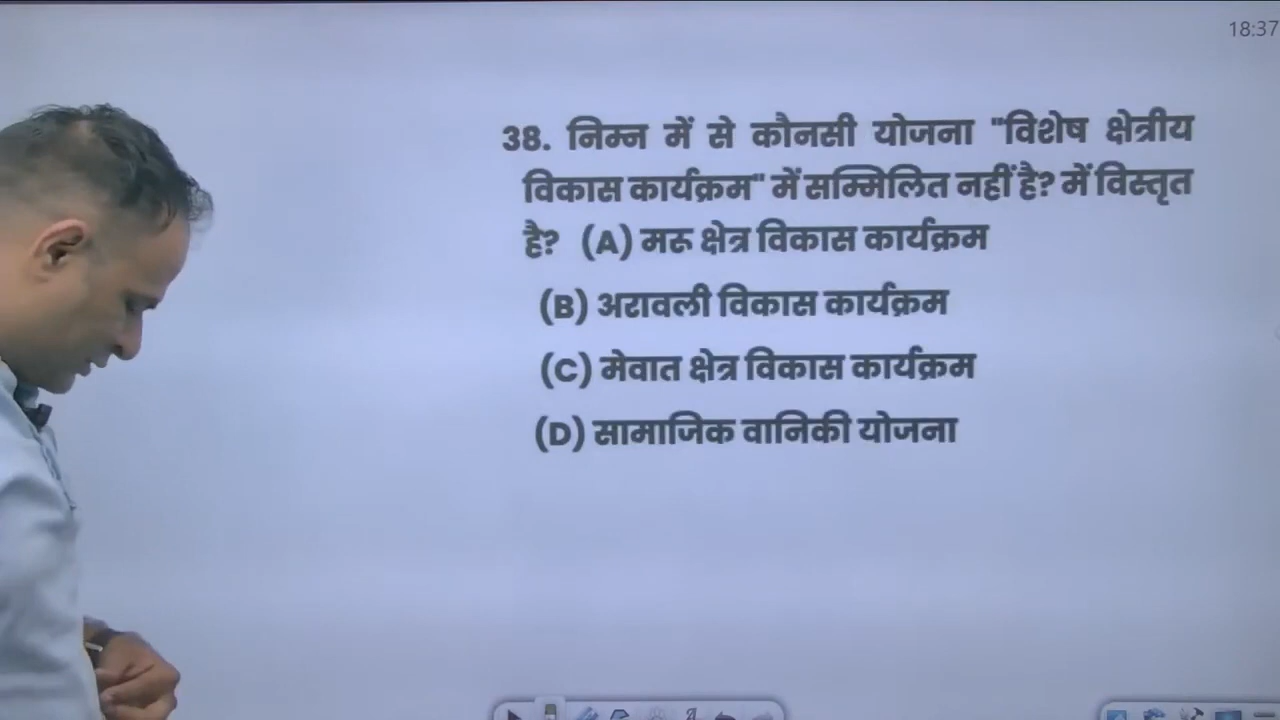 18:37
38. निम्न में से कौनसी योजना "विशेष क्षेत्रीय
विकास कार्यक्रम" में सम्मिलित नहीं है? में विस्तृत
है? (A) मरू क्षेत्र विकास कार्यक्रम
(B) अरावली विकास कार्यक्रम
(C) मेवात क्षेत्र विकास कार्यक्रम
(D) सामाजिक वानिकी योजना